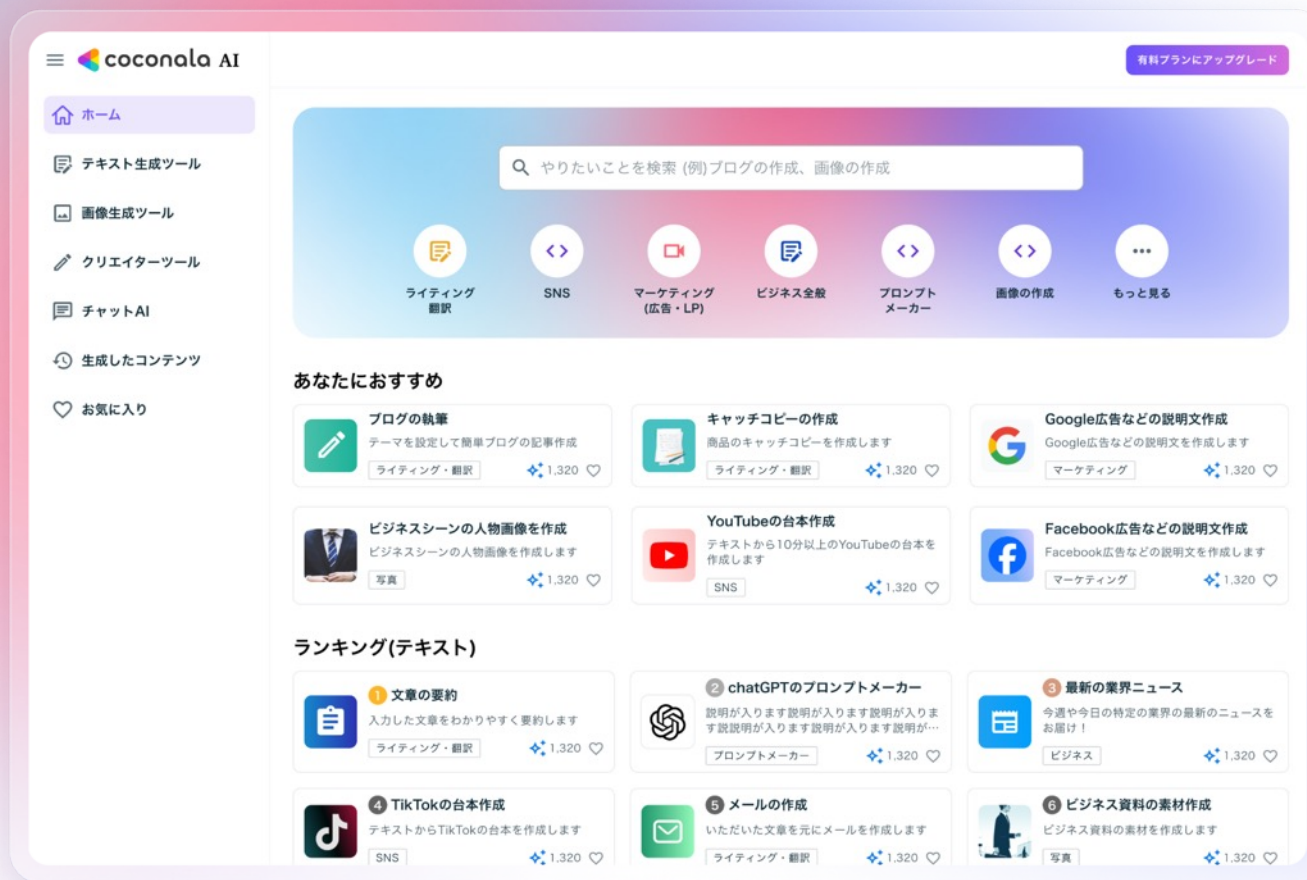 coconala AI
有料プランにアップグレード
ホーム
テキスト生成ツール
画像生成ツール
クリエイターツール
チャットAI
生成したコンテンツ
お気に入り
やりたいことを検索 (例)ブログの作成、画像の作成
ライティング
翻訳
SNS
マーケティング
(広告・LP)
ビジネス全般
プロンプト
メーカー
画像の作成
もっと見る
あなたにおすすめ
ブログの執筆
テーマを設定して簡単ブログの記事作成
ライティング・翻訳 1,320
キャッチコピーの作成
商品のキャッチコピーを作成します
ライティング・翻訳 1,320
Google広告などの説明文作成
Google広告などの説明文を作成します
マーケティング 1,320
ビジネスシーンの人物画像を作成
ビジネスシーンの人物画像を作成します
写真 1,320
YouTubeの台本作成
テキストから10分以上のYouTubeの台本を
作成します
SNS 1,320
Facebook広告などの説明文作成
Facebook広告などの説明文を作成します
マーケティング 1,320
ランキング(テキスト)
1 文章の要約
入力した文章をわかりやすく要約します
ライティング・翻訳 1,320
2 chatGPTのプロンプトメーカー
説明が入ります説明が入ります説明が入りま
す説説明が入ります説明が入ります説明が…
プロンプトメーカー 1,320
3 最新の業界ニュース
今週や今日の特定の業界の最新のニュースを
お届け！
ビジネス 1,320
4 TikTokの台本作成
テキストからTikTokの台本を作成します
SNS 1,320
5 メールの作成
いただいた文章を元にメールを作成します
ライティング・翻訳 1,320
6 ビジネス資料の素材作成
ビジネス資料の素材を作成します
写真 1,320